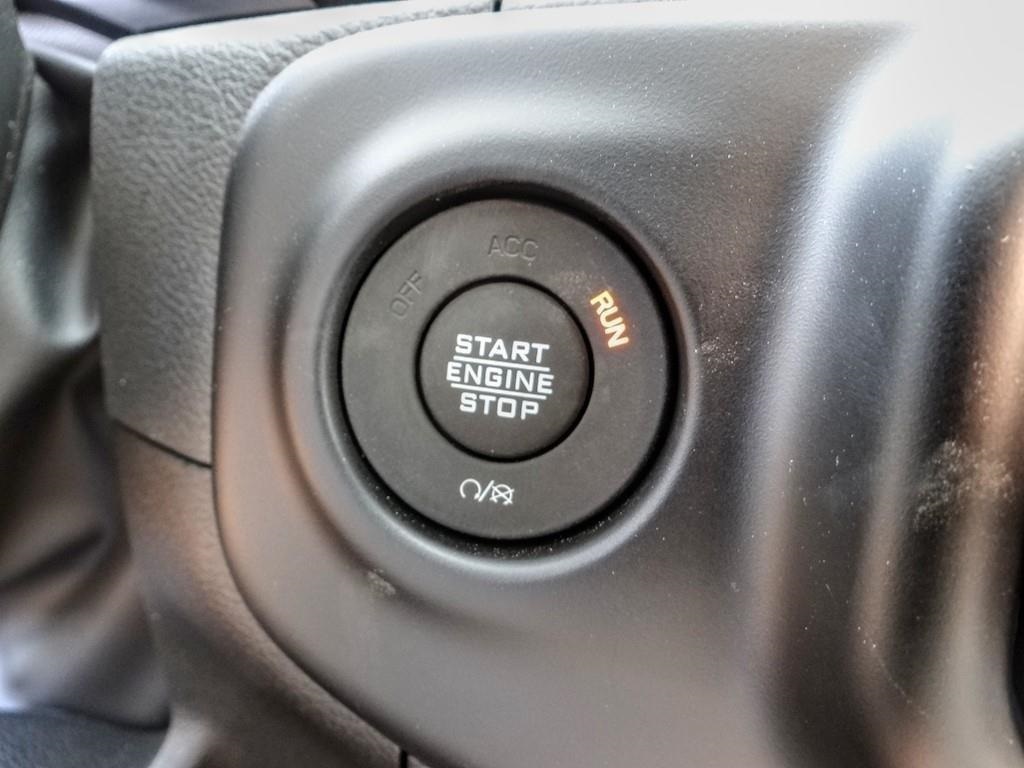 OFF
ACC
RUN
START
ENGINE
STOP